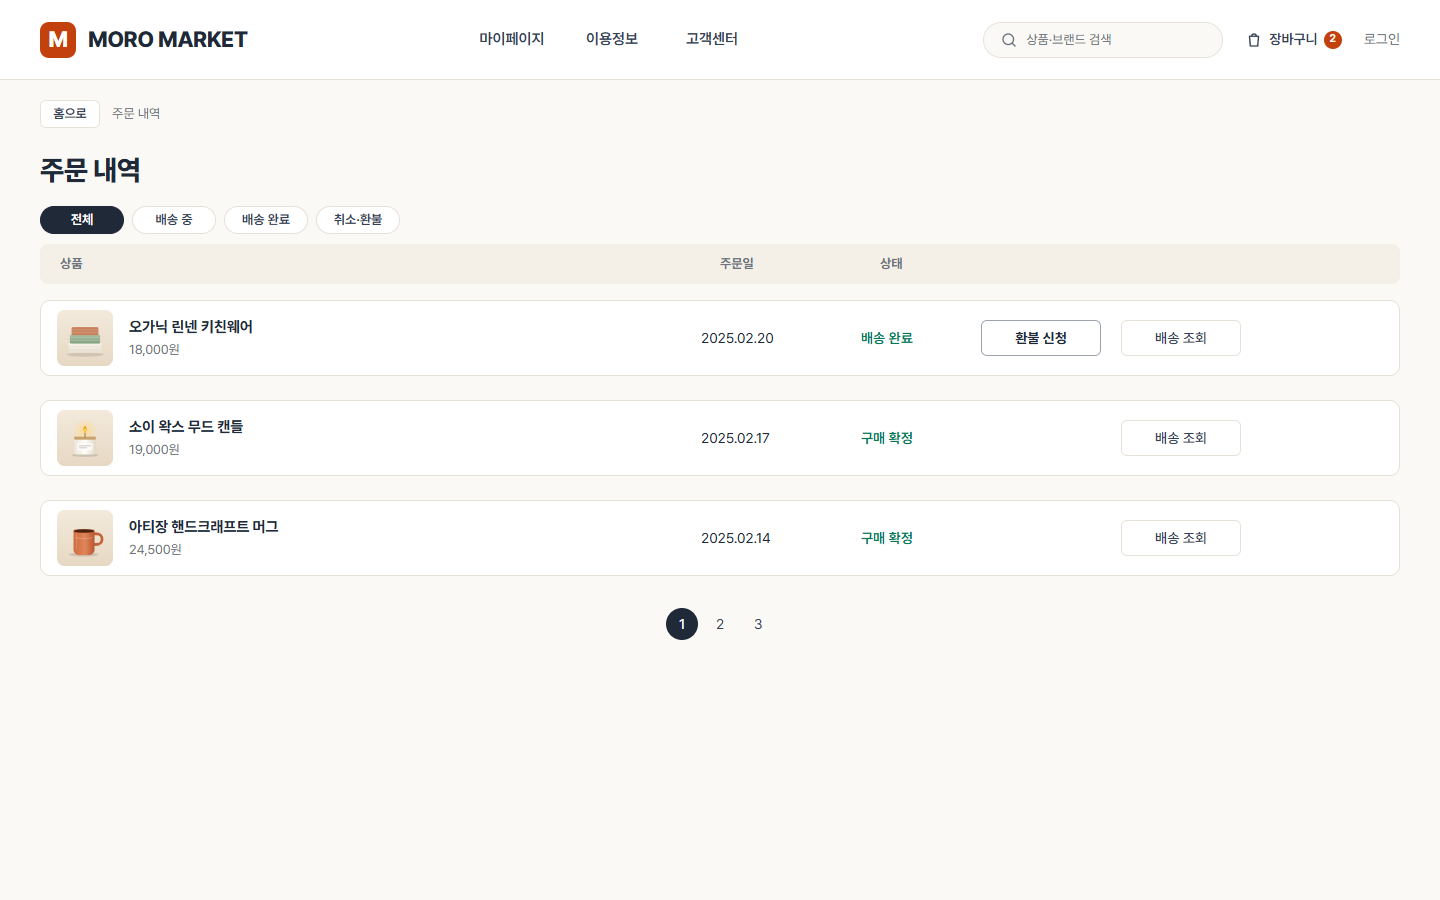 M MORO MARKET 마이페이지 이용정보 고객센터 상품·브랜드 검색 장바구니 2 로그인
홈으로 주문 내역
주문 내역
전체 배송 중 배송 완료 취소·환불
상품 주문일 상태
오가닉 린넨 키친웨어
18,000원
2025.02.20 배송 완료 환불 신청 배송 조회
소이 왁스 무드 캔들
19,000원
2025.02.17 구매 확정 배송 조회
아티장 핸드크래프트 머그
24,500원
2025.02.14 구매 확정 배송 조회
1 2 3